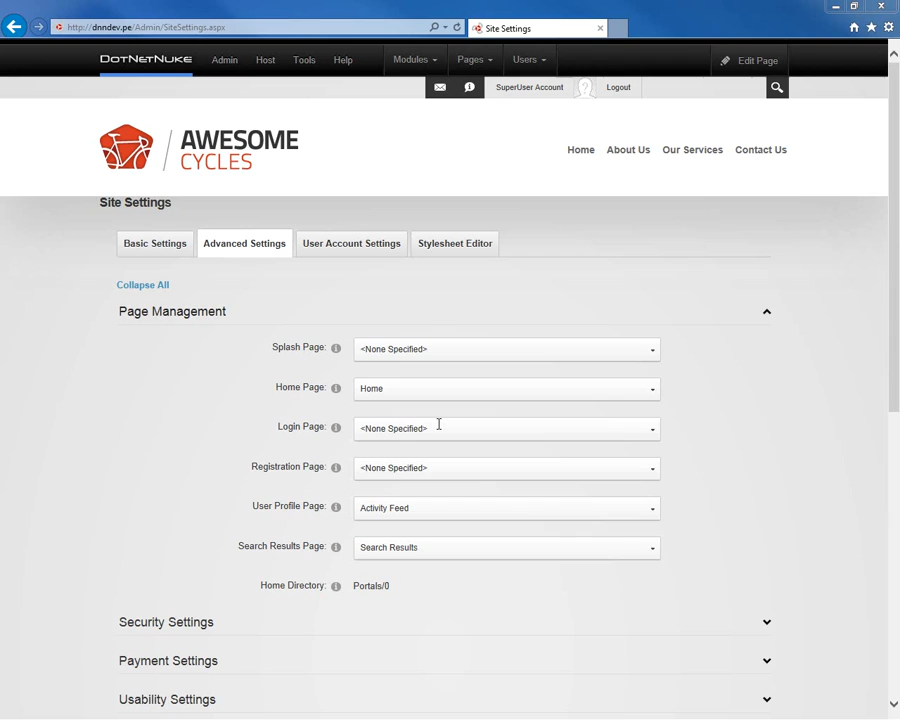 http://dnndev.pe/Admin/SiteSettings.aspx
Site Settings
DOTNETNUKE Admin Host Tools Help Modules Pages Users Edit Page
SuperUser Account Logout
AWESOME
CYCLES
Home About Us Our Services Contact Us
Site Settings
Basic Settings Advanced Settings User Account Settings Stylesheet Editor
Collapse All
Page Management
Splash Page: <None Specified>
Home Page: Home
Login Page: <None Specified>
Registration Page: <None Specified>
User Profile Page: Activity Feed
Search Results Page: Search Results
Home Directory: Portals/0
Security Settings
Payment Settings
Usability Settings